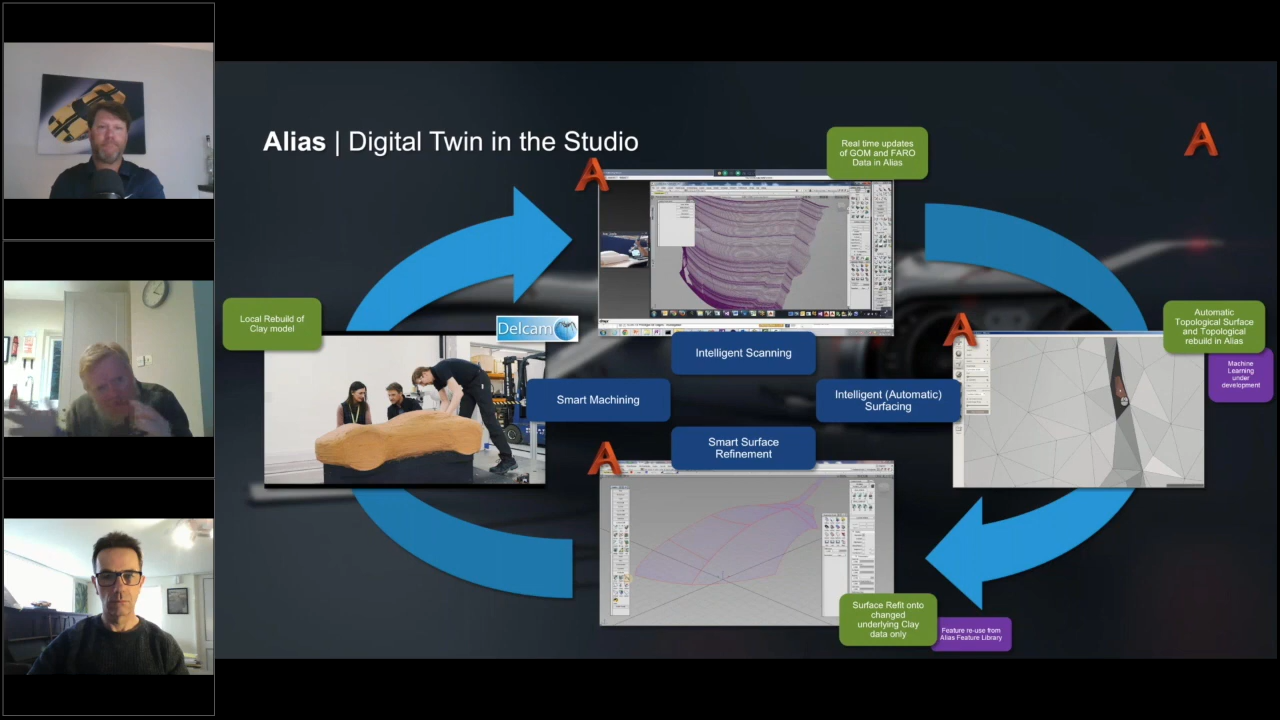 Alias | Digital Twin in the Studio
Real time updates
of GOM and FARO
Data in Alias
Local Rebuild of
Clay model
Delcam
Intelligent Scanning
Automatic
Topological Surface
and Topological
rebuild in Alias
Machine
Learning
under
development
Smart Machining
Intelligent (Automatic)
Surfacing
Smart Surface
Refinement
Surface Refit onto
changed
underlying Clay
data only
Feature re-use from
Alias Feature Library